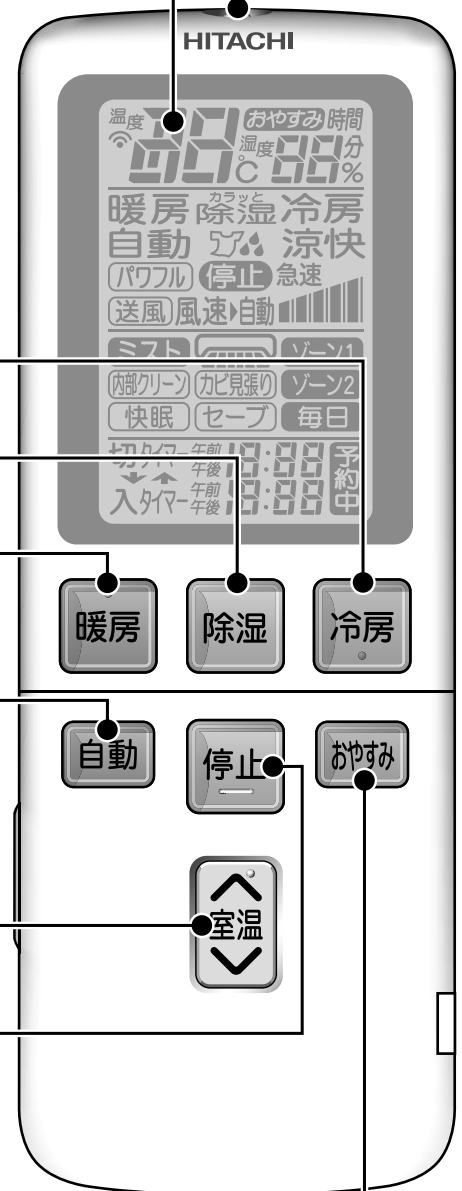 HITACHI
温度 88 ℃ おやすみ 時間
湿度 88 分 %
暖房 除湿 カラッと 冷房
自動 涼快
パワフル 停止 急速
送風 風速 自動
ミスト ゾーン1
内部クリーン カビ見張り ゾーン2
快眠 セーブ 毎日
切タイマー 午前 午後 18:88 予約中
入タイマー 午前 午後 18:88
暖房 除湿 冷房
自動 停止 おやすみ
室温